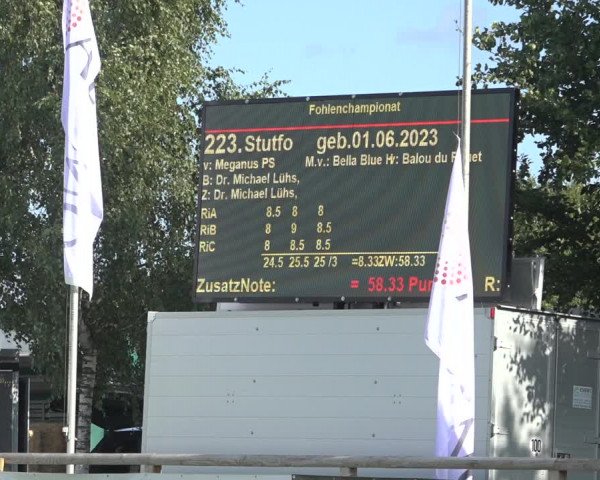 Fohlenchampionat
223. Stutfo geb.01.06.2023
v: Meganus PS M.v.: Bella Blue Hr: Balou du
B: Dr. Michael Lühs,
Z: Dr. Michael Lühs,
RiA 8.5 8 8
RiB 8 9 8.5
RiC 8 8.5 8.5
24.5 25.5 25 /3 =8.33ZW:58.33
ZusatzNote: = 58.33 R:
100